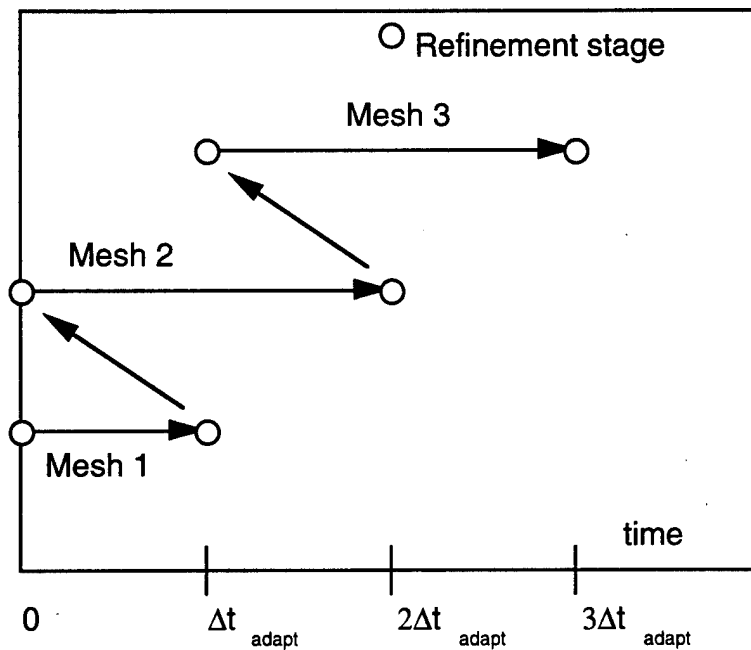 Refinement stage
Mesh 3
Mesh 2
Mesh 1
time
0 Δt adapt 2Δt adapt 3Δt adapt